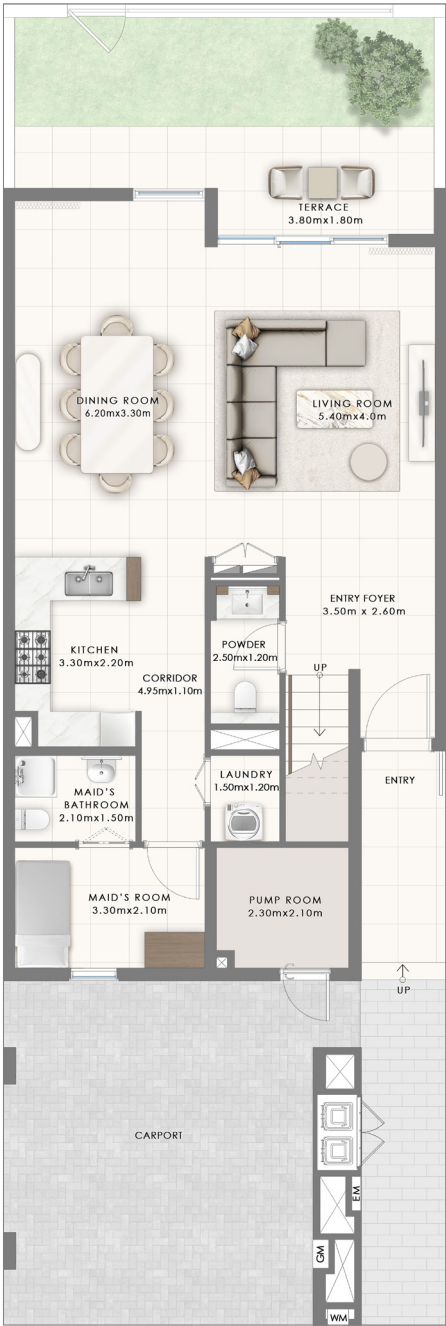 TERRACE
3.80mx1.80m
DINING ROOM
6.20mx3.30m
LIVING ROOM
5.40mx4.0m
ENTRY FOYER
3.50m x 2.60m
KITCHEN
3.30mx2.20m
POWDER
2.50mx1.20m
CORRIDOR
4.95mx1.10m
UP
LAUNDRY
1.50mx1.20m
ENTRY
MAID'S
BATHROOM
2.10mx1.50m
MAID'S ROOM
3.30mx2.10m
PUMP ROOM
2.30mx2.10m
UP
CARPORT
EM
GM
WM